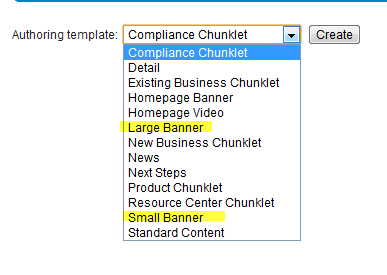 Authoring template: Compliance Chunklet Create
Compliance Chunklet
Detail
Existing Business Chunklet
Homepage Banner
Homepage Video
Large Banner
New Business Chunklet
News
Next Steps
Product Chunklet
Resource Center Chunklet
Small Banner
Standard Content